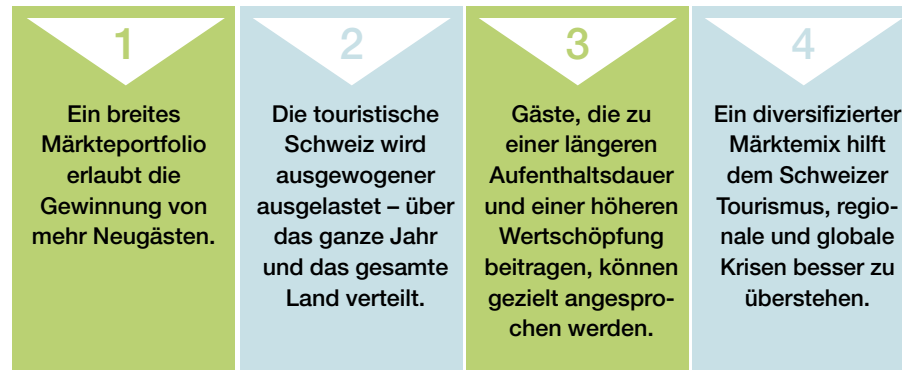 1
Ein breites
Märkteportfolio
erlaubt die
Gewinnung von
mehr Neugästen.
2
Die touristische
Schweiz wird
ausgewogener
ausgelastet – über
das ganze Jahr
und das gesamte
Land verteilt.
3
Gäste, die zu
einer längeren
Aufenthaltsdauer
und einer höheren
Wertschöpfung
beitragen, können
gezielt angespro-
chen werden.
4
Ein diversifizierter
Märktemix hilft
dem Schweizer
Tourismus, regio-
nale und globale
Krisen besser zu
überstehen.